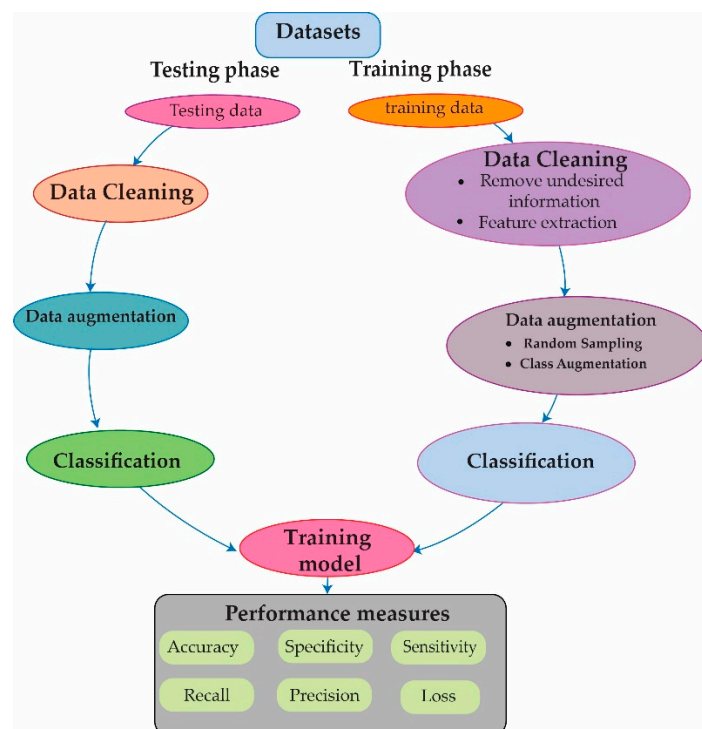 Datasets
Testing phase
Training phase
Testing data
training data
Data Cleaning
Data Cleaning
• Remove undesired
information
• Feature extraction
Data augmentation
Data augmentation
• Random Sampling
• Class Augmentation
Classification
Classification
Training
model
Performance measures
Accuracy
Specificity
Sensitivity
Recall
Precision
Loss